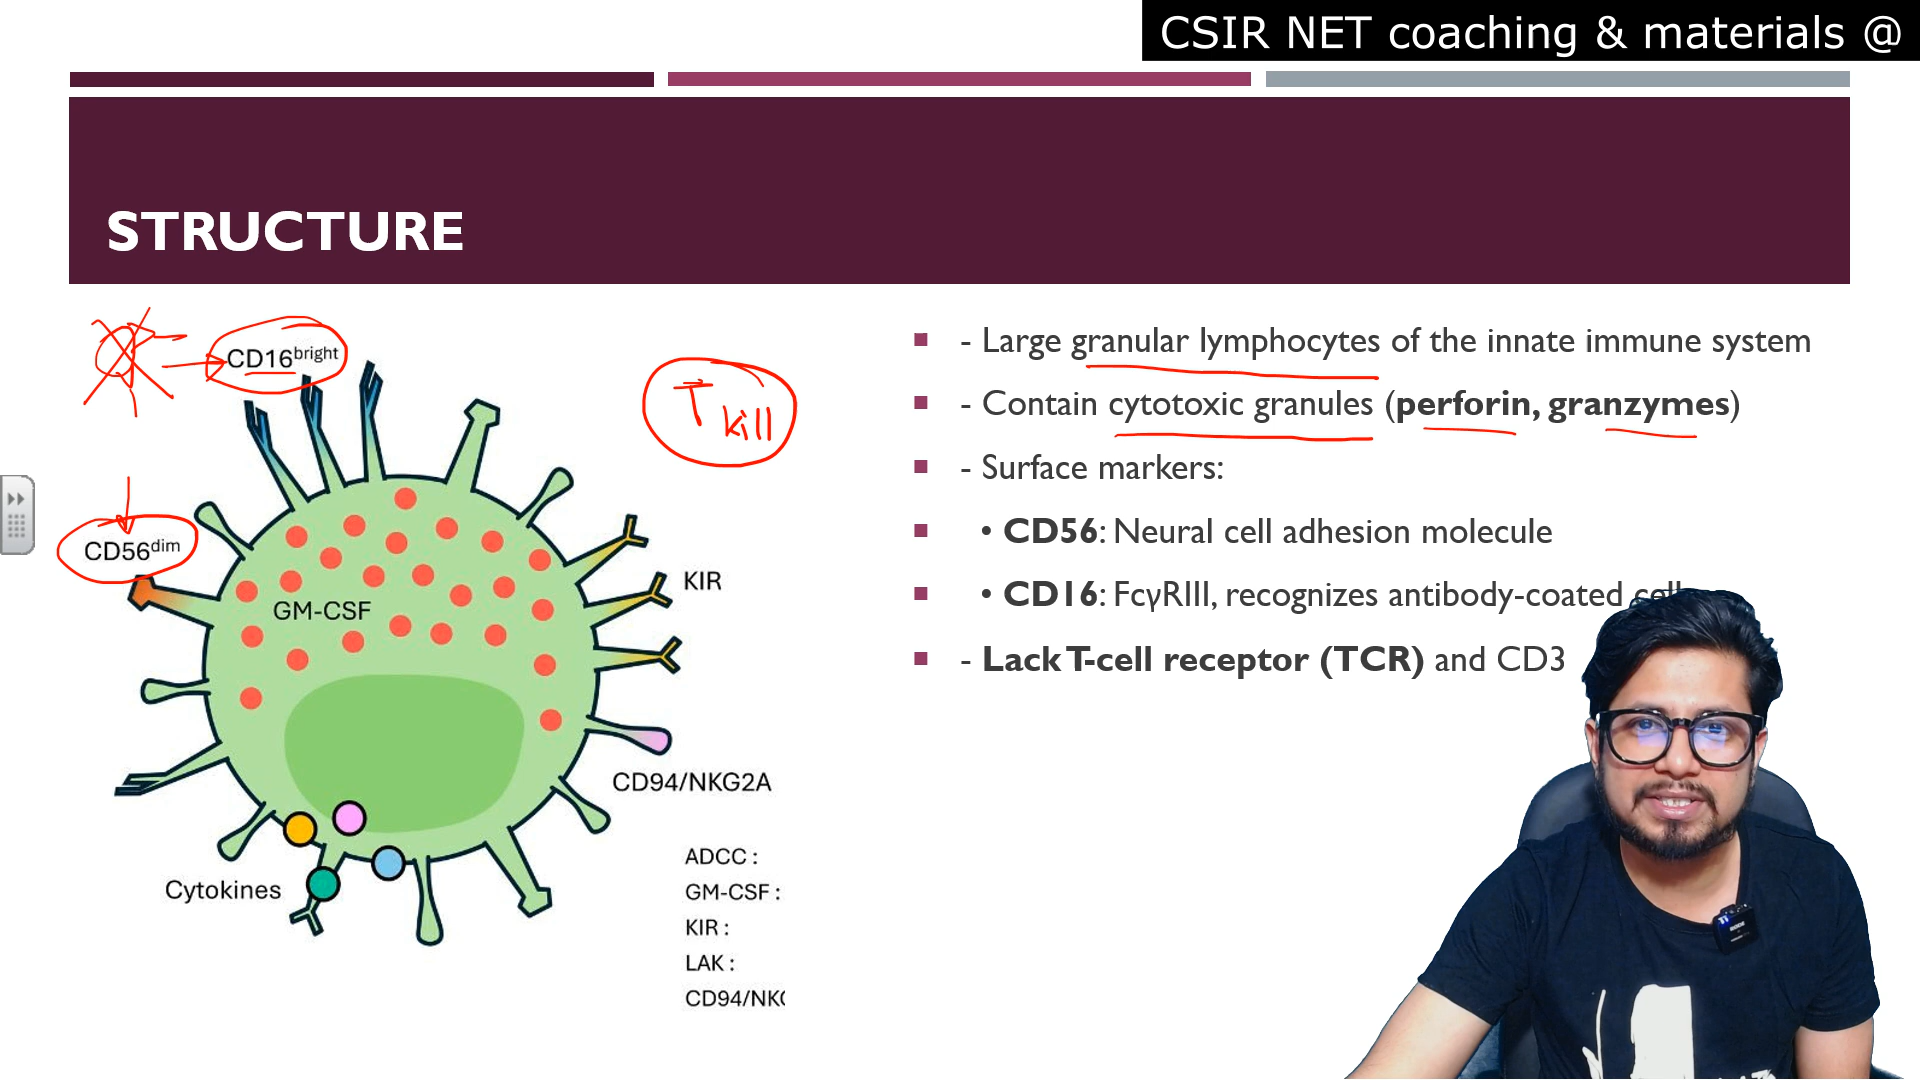 CSIR NET coaching & materials @
STRUCTURE
CD16bright
T kill
CD56dim
GM-CSF
KIR
CD94/NKG2A
Cytokines
ADCC :
GM-CSF :
KIR :
LAK :
CD94/NK
- Large granular lymphocytes of the innate immune system
- Contain cytotoxic granules (perforin, granzymes)
- Surface markers:
• CD56: Neural cell adhesion molecule
• CD16: FcγRIII, recognizes antibody-coated
- Lack T-cell receptor (TCR) and CD3